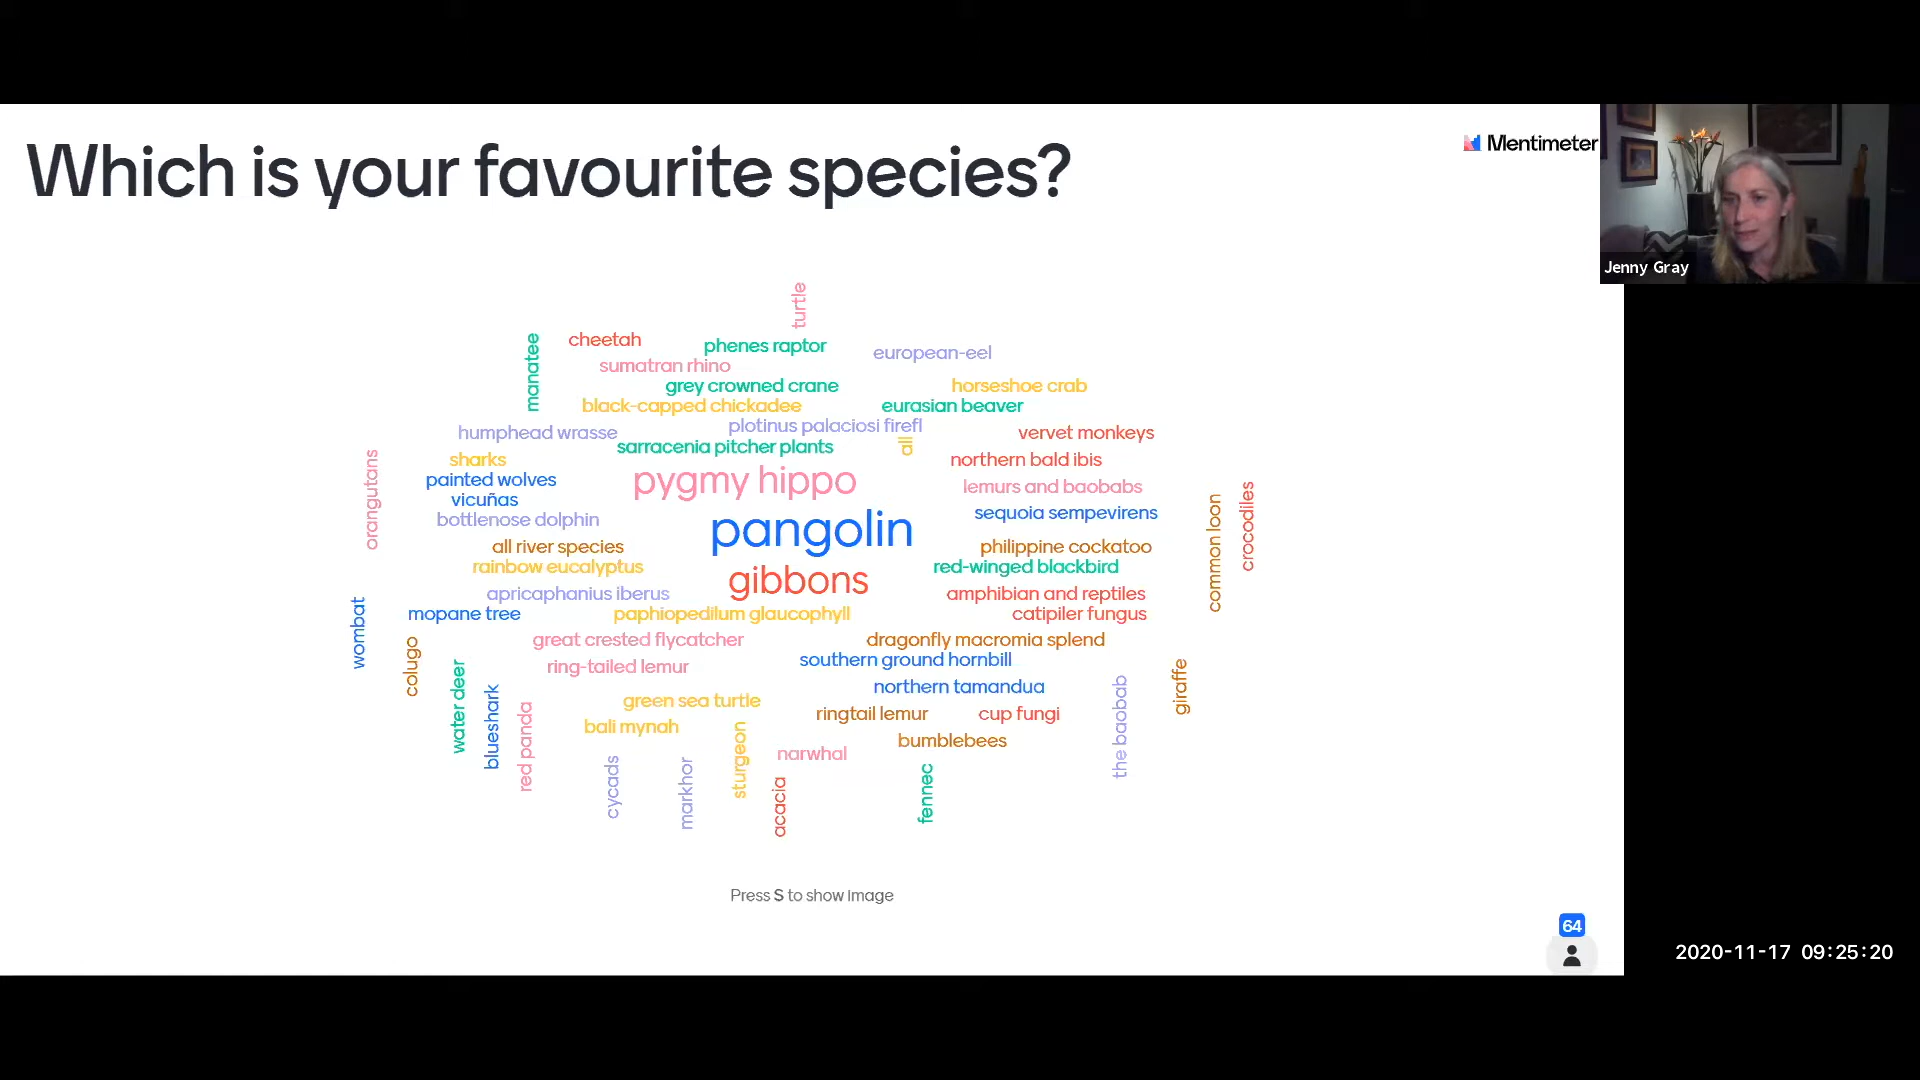 Which is your favourite species?
Mentimeter
Jenny Gray
turtle
manatee
cheetah
phenes raptor
european-eel
sumatran rhino
grey crowned crane
horseshoe crab
black-capped chickadee
eurasian beaver
plotinus palaciosi firefl
humphead wrasse
vervet monkeys
sarracenia pitcher plants
all
orangutans
sharks
northern bald ibis
painted wolves
pygmy hippo
lemurs and baobabs
vicuñas
bottlenose dolphin
sequoia sempevirens
common loon
crocodiles
pangolin
all river species
philippine cockatoo
rainbow eucalyptus
red-winged blackbird
gibbons
apricaphanius iberus
amphibian and reptiles
wombat
mopane tree
paphiopedilum glaucophyll
catipiler fungus
colugo
great crested flycatcher
dragonfly macromia splend
southern ground hornbill
ring-tailed lemur
giraffe
water deer
blueshark
northern tamandua
red panda
green sea turtle
ringtail lemur
cup fungi
the baobab
bali mynah
sturgeon
bumblebees
narwhal
cycads
markhor
acacia
fennec
Press S to show image
64
2020-11-17 09:25:20